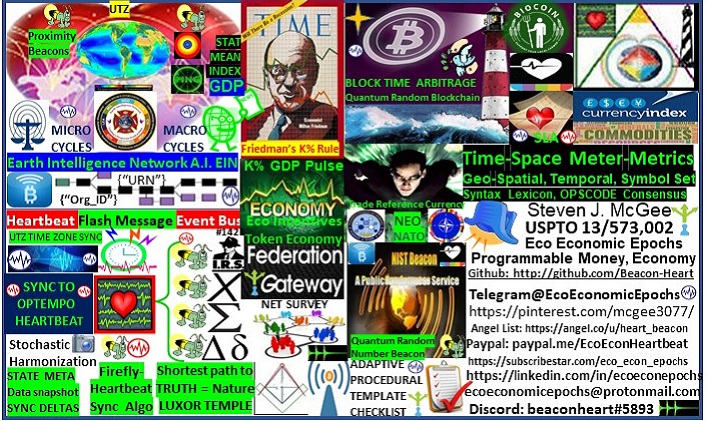 Proximity
Beacons
UTZ
STAT
MEAN
INDEX
GDP
MICRO
CYCLES
MACRO
CYCLES
Earth Intelligence Network A.I. EIN
{"Org_ID"}
{"URN"}
Heartbeat Flash Message Event Bus
UTZ TIME ZONE SYNC
#142
I.R.S
SYNC TO
OPTEMPO
HEARTBEAT
X
Σ
Δδ
Stochastic
Harmonization
STATE META
Data snapshot
SYNC DELTAS
Firefly-
Heartbeat
Sync Algo
Shortest path to
TRUTH = Nature
LUXOR TEMPLE
TIME
Friedman's K% Rule
K% GDP Pulse
ECONOMY
Eco Incentives
Token Economy
Federation
Gateway
NET SURVEY
BLOCK TIME ARBITRAGE
Quantum Random Blockchain
Trade Reference Currency
NEO
NATO
NIST Beacon
A Public Randomness Service
Quantum Random
Number Beacon
ADAPTIVE
PROCEDURAL
TEMPLATE
CHECKLIST
BIOCOIN
SLA
currencyindex
COMMODITIES
Time-Space Meter-Metrics
Geo-Spatial, Temporal, Symbol Set
Syntax Lexicon, OPSCODE Consensus
Steven J. McGee
USPTO 13/573,002
Eco Economic Epochs
Programmable Money, Economy
Github: http://github.com/Beacon-Heart
Telegram@EcoEconomicEpochs
https://pinterest.com/mcgee3077/
Angel List: https://angel.co/u/heart_beacon
Paypal: paypal.me/EcoEconHeartbeat
https://subscribestar.com/eco_econ_epochs
https://linkedin.com/in/ecoeconepochs
ecoeconomicepochs@protonmail.com
Discord: beaconheart#5893